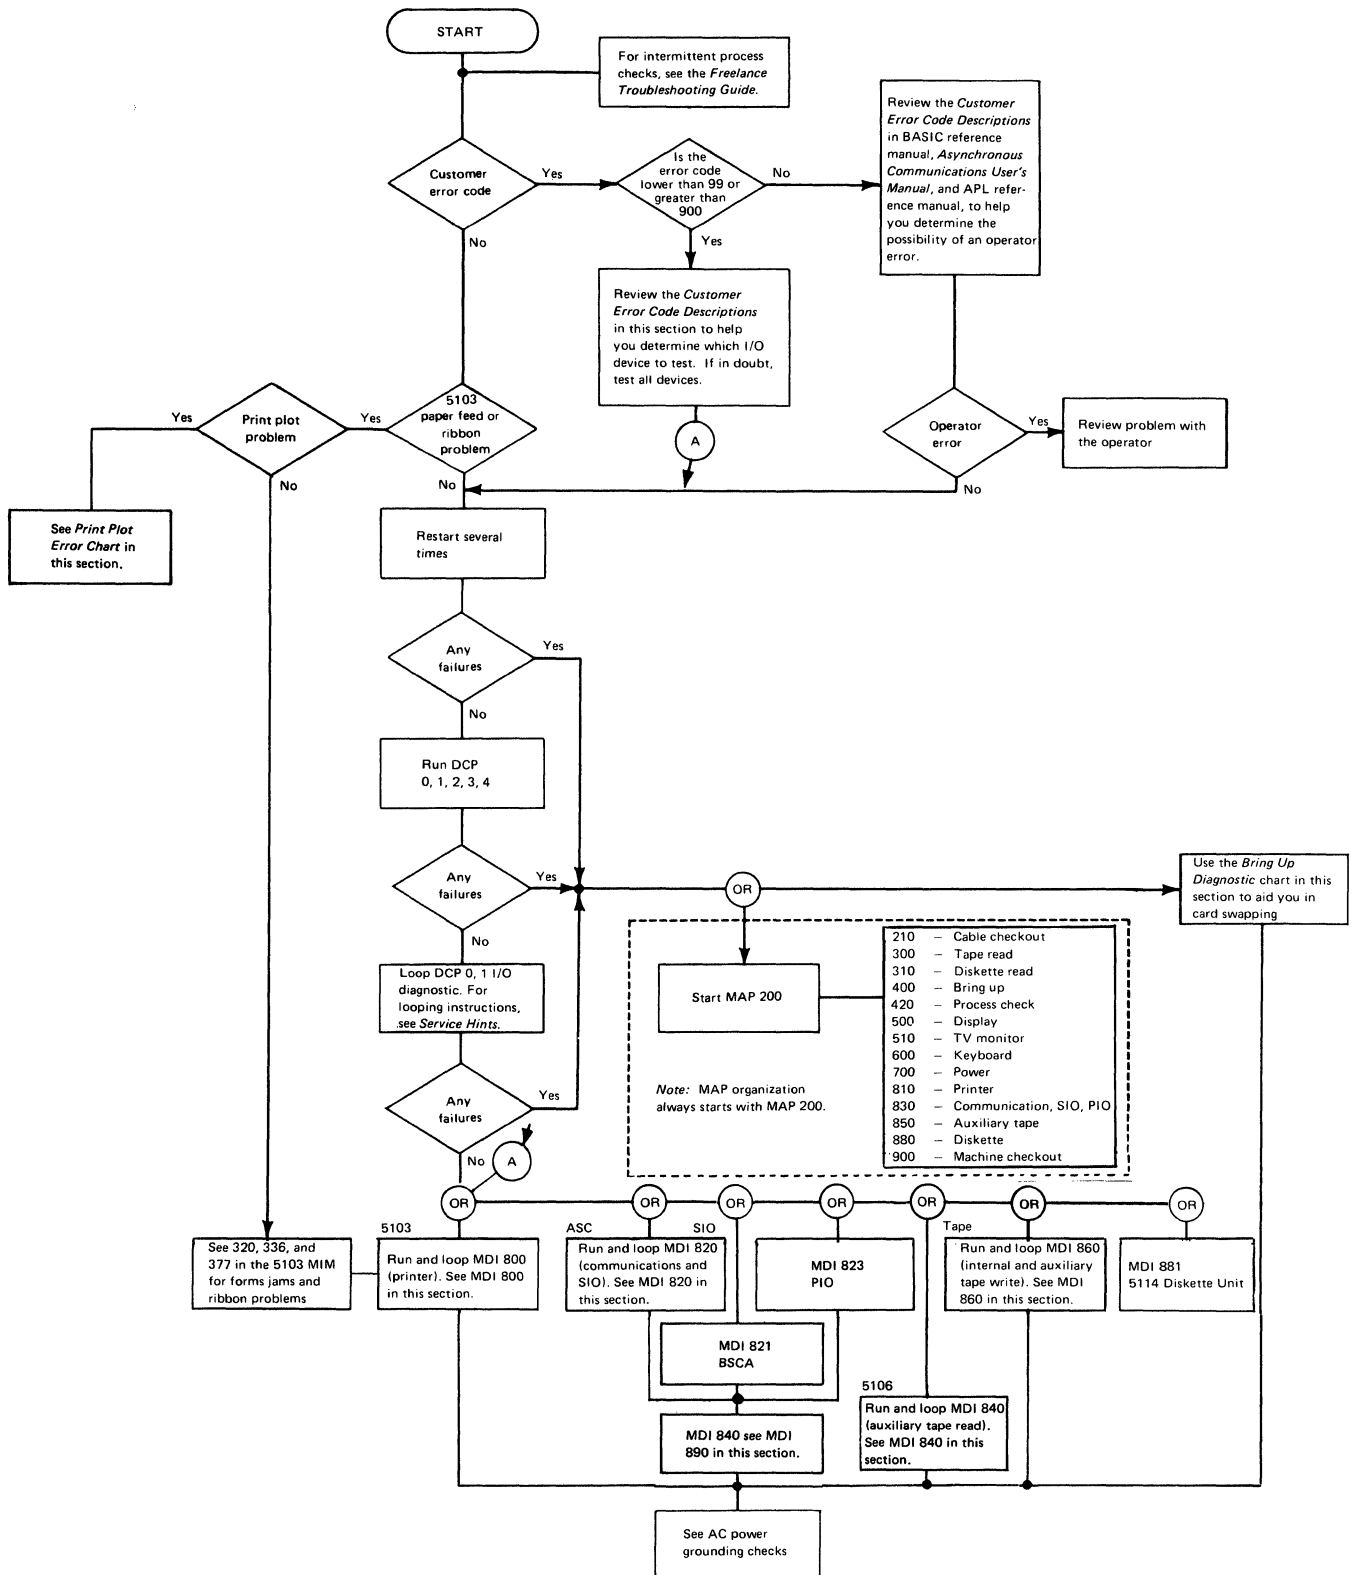 START
For intermittent process
checks, see the Freelance
Troubleshooting Guide.
Customer
error code
Yes
No
Is the
error code
lower than 99 or
greater than
900
No
Yes
Review the Customer
Error Code Descriptions
in BASIC reference
manual, Asynchronous
Communications User's
Manual, and APL refer-
ence manual, to help
you determine the
possibility of an operator
error.
Review the Customer
Error Code Descriptions
in this section to help
you determine which I/O
device to test. If in doubt,
test all devices.
A
Operator
error
Yes
No
Review problem with
the operator
5103
paper feed or
ribbon
problem
Yes
No
Print plot
problem
Yes
No
See Print Plot
Error Chart in
this section.
Restart several
times
Any
failures
Yes
No
Run DCP
0, 1, 2, 3, 4
Any
failures
Yes
No
Loop DCP 0, 1 I/O
diagnostic. For
looping instructions,
see Service Hints.
Any
failures
Yes
No
A
OR
Use the Bring Up
Diagnostic chart in this
section to aid you in
card swapping
Start MAP 200
Note: MAP organization
always starts with MAP 200.
210 – Cable checkout
300 – Tape read
310 – Diskette read
400 – Bring up
420 – Process check
500 – Display
510 – TV monitor
600 – Keyboard
700 – Power
810 – Printer
830 – Communication, SIO, PIO
850 – Auxiliary tape
880 – Diskette
900 – Machine checkout
OR
OR
OR
OR
OR
OR
OR
See 320, 336, and
377 in the 5103 MIM
for forms jams and
ribbon problems
5103
Run and loop MDI 800
(printer). See MDI 800
in this section.
ASC
SIO
Run and loop MDI 820
(communications and
SIO). See MDI 820 in
this section.
MDI 823
PIO
Tape
Run and loop MDI 860
(internal and auxiliary
tape write). See MDI
860 in this section.
MDI 881
5114 Diskette Unit
MDI 821
BSCA
5106
Run and loop MDI 840
(auxiliary tape read).
See MDI 840 in this
section.
MDI 840 see MDI
890 in this section.
See AC power
grounding checks